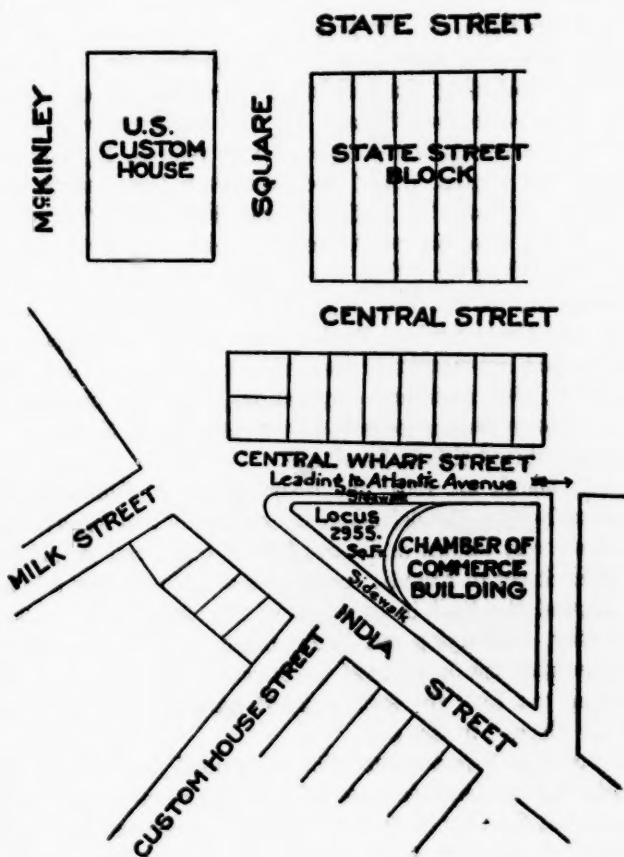 STATE STREET
McKINLEY
SQUARE
U.S.
CUSTOM
HOUSE
STATE STREET
BLOCK
CENTRAL STREET
CENTRAL WHARF STREET
Leading to Atlantic Avenue
Sidewalk
Locus
2955.
Sq.Ft.
CHAMBER OF
COMMERCE
BUILDING
Sidewalk
MILK STREET
INDIA STREET
CUSTOM HOUSE STREET